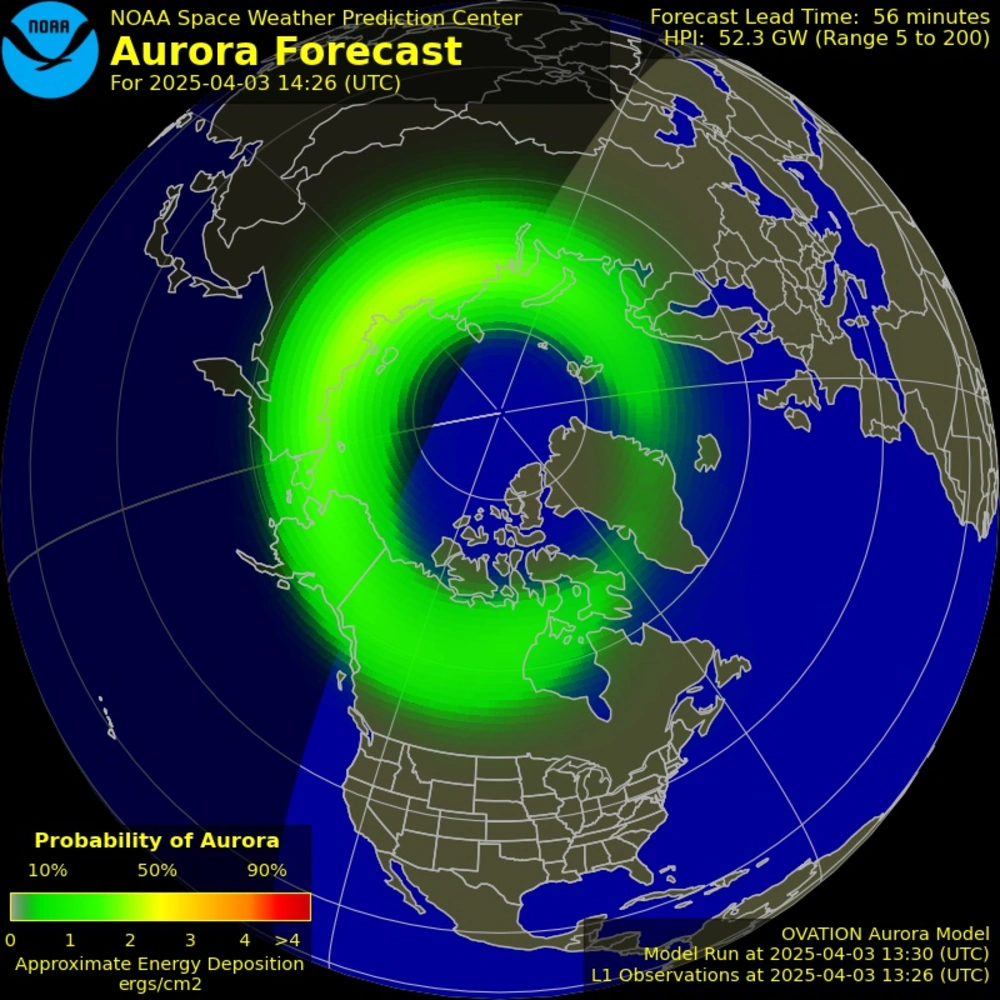 NOAA
NOAA Space Weather Prediction Center
Aurora Forecast
For 2025-04-03 14:26 (UTC)
Forecast Lead Time: 56 minutes
HPI: 52.3 GW (Range 5 to 200)
Probability of Aurora
10% 50% 90%
0 1 2 3 4 >4
Approximate Energy Deposition
ergs/cm2
OVATION Aurora Model
Model Run at 2025-04-03 13:30 (UTC)
L1 Observations at 2025-04-03 13:26 (UTC)